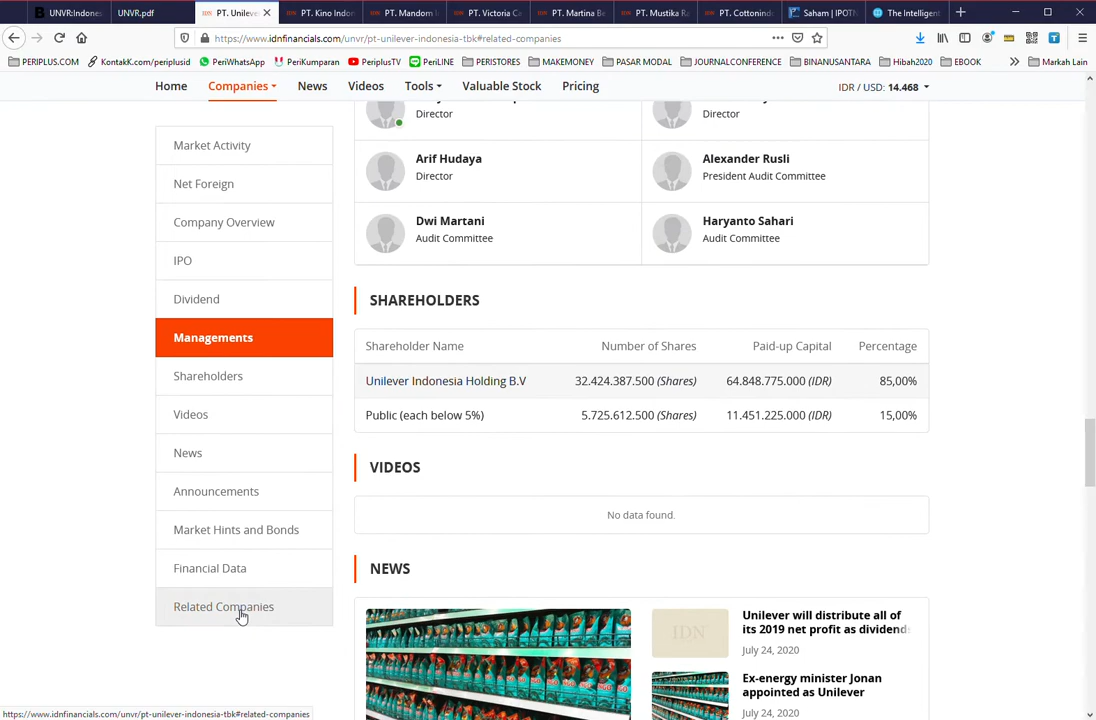 UNVR:Indones
UNVR.pdf
PT. Unilever
PT. Kino Indon
PT. Mandom I
PT. Victoria C
PT. Martina Be
PT. Mustika Ra
PT. Cottonind
Saham | IPOT
The Intelligent
https://www.idnfinancials.com/unvr/pt-unilever-indonesia-tbk#related-companies
PERIPLUS.COM
KontakK.com/periplusid
PeriWhatsApp
PeriKumparan
PeriplusTV
PeriLINE
PERISTORES
MAKEMONEY
PASAR MODAL
JOURNALCONFERENCE
BINANUSANTARA
Hibah2020
EBOOK
Markah Lain
Home
Companies
News
Videos
Tools
Valuable Stock
Pricing
IDR / USD: 14.468
Market Activity
Net Foreign
Company Overview
IPO
Dividend
Managements
Shareholders
Videos
News
Announcements
Market Hints and Bonds
Financial Data
Related Companies
Director
Director
Arif Hudaya
Director
Alexander Rusli
President Audit Committee
Dwi Martani
Audit Committee
Haryanto Sahari
Audit Committee
SHAREHOLDERS
Shareholder Name Number of Shares Paid-up Capital Percentage
Unilever Indonesia Holding B.V 32.424.387.500 (Shares) 64.848.775.000 (IDR) 85,00%
Public (each below 5%) 5.725.612.500 (Shares) 11.451.225.000 (IDR) 15,00%
VIDEOS
No data found.
NEWS
IDN
Unilever will distribute all of
its 2019 net profit as dividends
July 24, 2020
Ex-energy minister Jonan
appointed as Unilever
July 24, 2020
https://www.idnfinancials.com/unvr/pt-unilever-indonesia-tbk#related-companies